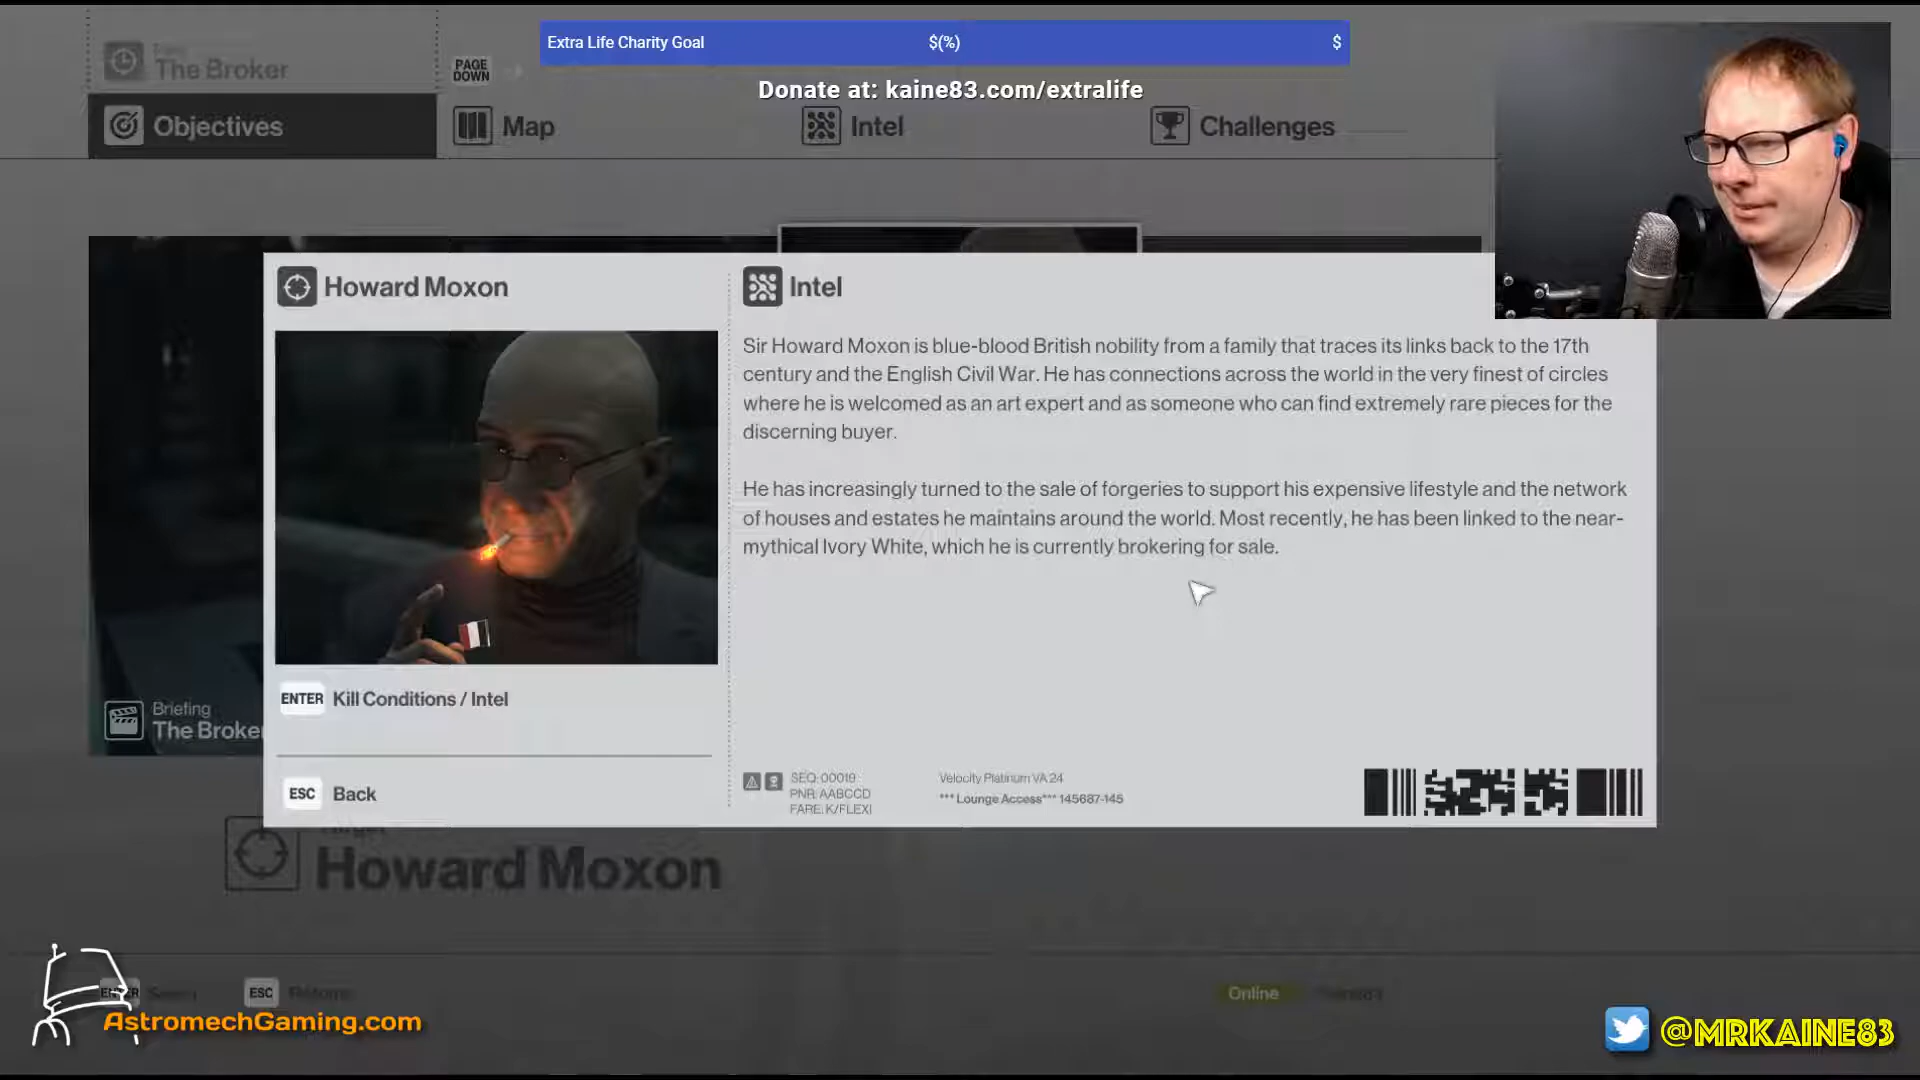 The Broker
PAGE DOWN
Extra Life Charity Goal $(%) $
Donate at: kaine83.com/extralife
Objectives
Map
Intel
Challenges
Howard Moxon
Intel
Sir Howard Moxon is blue-blood British nobility from a family that traces its links back to the 17th
century and the English Civil War. He has connections across the world in the very finest of circles
where he is welcomed as an art expert and as someone who can find extremely rare pieces for the
discerning buyer.
He has increasingly turned to the sale of forgeries to support his expensive lifestyle and the network
of houses and estates he maintains around the world. Most recently, he has been linked to the near-
mythical Ivory White, which he is currently brokering for sale.
Briefing
The Broker
ENTER Kill Conditions / Intel
ESC Back
SEQ: 00019
PNR: AABCCD
FARE: K/FLEXI
Velocity Platinum VA 24
*** Lounge Access*** 145687-145
Howard Moxon
ESC
Online
AstromechGaming.com
@MRKAINE83